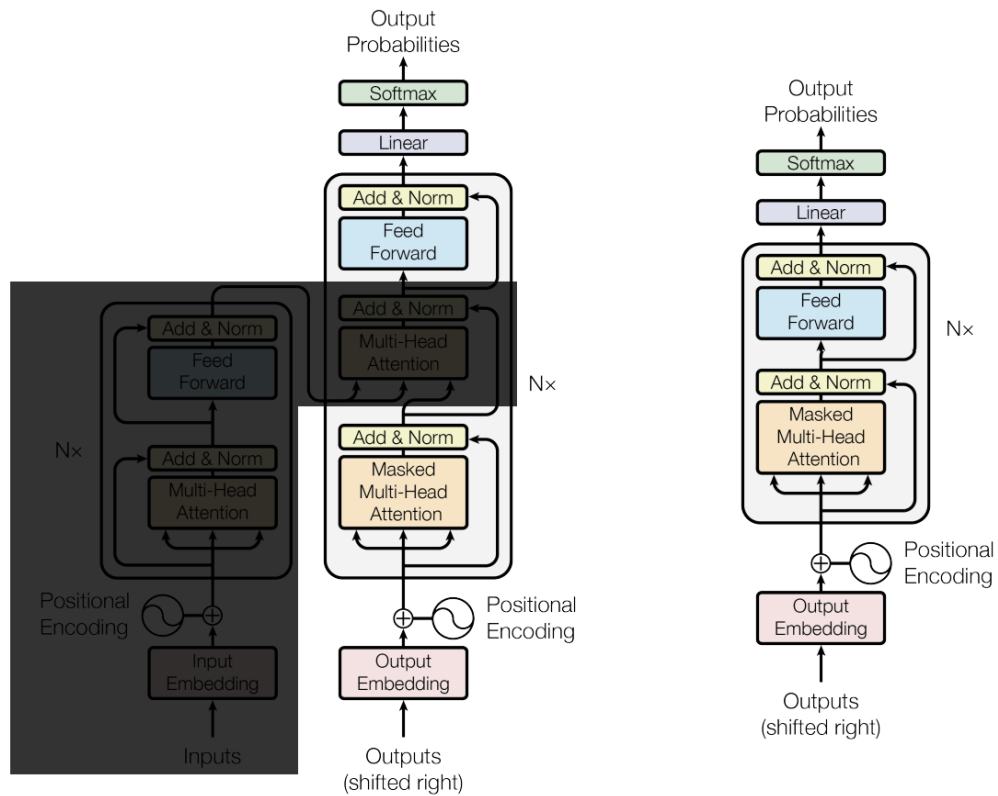 Output
Probabilities
Softmax
Linear
Add & Norm
Feed
Forward
Add & Norm
Multi-Head
Attention
Nx
Add & Norm
Masked
Multi-Head
Attention
Positional
Encoding
Output
Embedding
Outputs
(shifted right)
Add & Norm
Feed
Forward
Nx
Add & Norm
Multi-Head
Attention
Positional
Encoding
Input
Embedding
Inputs
Output
Probabilities
Softmax
Linear
Add & Norm
Feed
Forward
Nx
Add & Norm
Masked
Multi-Head
Attention
Positional
Encoding
Output
Embedding
Outputs
(shifted right)